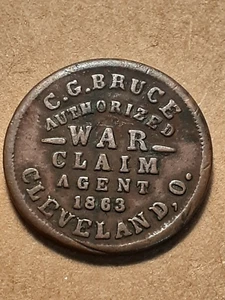 C.G.BRUCE
AUTHORIZED
WAR
CLAIM
AGENT
1863
CLEVELAND, O.